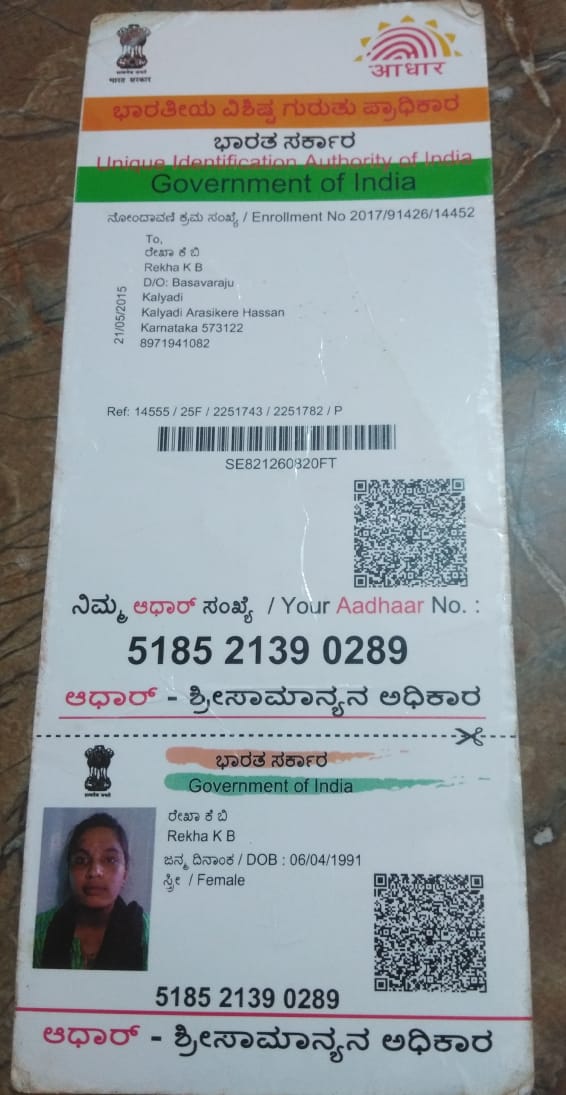 भारत सरकार
आधार
ಭಾರತೀಯ ವಿಶಿಷ್ಟ ಗುರುತು ಪ್ರಾಧಿಕಾರ
ಭಾರತ ಸರ್ಕಾರ
Unique Identification Authority of India
Government of India
ನೋಂದಾವಣಿ ಕ್ರಮ ಸಂಖ್ಯೆ / Enrollment No 2017/91426/14452
To,
ರೇಖಾ ಕೆ ಬಿ
Rekha K B
D/O: Basavaraju
Kalyadi
Kalyadi Arasikere Hassan
Karnataka 573122
8971941082
21/05/2015
Ref: 14555 / 25F / 2251743 / 2251782 / P
SE821260820FT
ನಿಮ್ಮ ಆಧಾರ್ ಸಂಖ್ಯೆ / Your Aadhaar No. :
5185 2139 0289
ಆಧಾರ್ - ಶ್ರೀಸಾಮಾನ್ಯನ ಅಧಿಕಾರ
ಭಾರತ ಸರ್ಕಾರ
Government of India
ರೇಖಾ ಕೆ ಬಿ
Rekha K B
ಜನ್ಮ ದಿನಾಂಕ / DOB : 06/04/1991
ಸ್ತ್ರೀ / Female
5185 2139 0289
ಆಧಾರ್ - ಶ್ರೀಸಾಮಾನ್ಯನ ಅಧಿಕಾರ